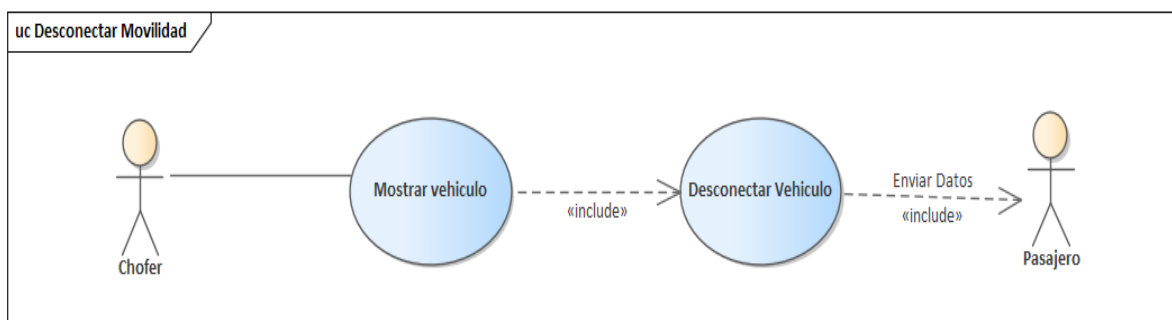 uc Desconectar Movilidad
Chofer
Mostrar vehiculo
«include»
Desconectar Vehiculo
Enviar Datos
«include»
Pasajero